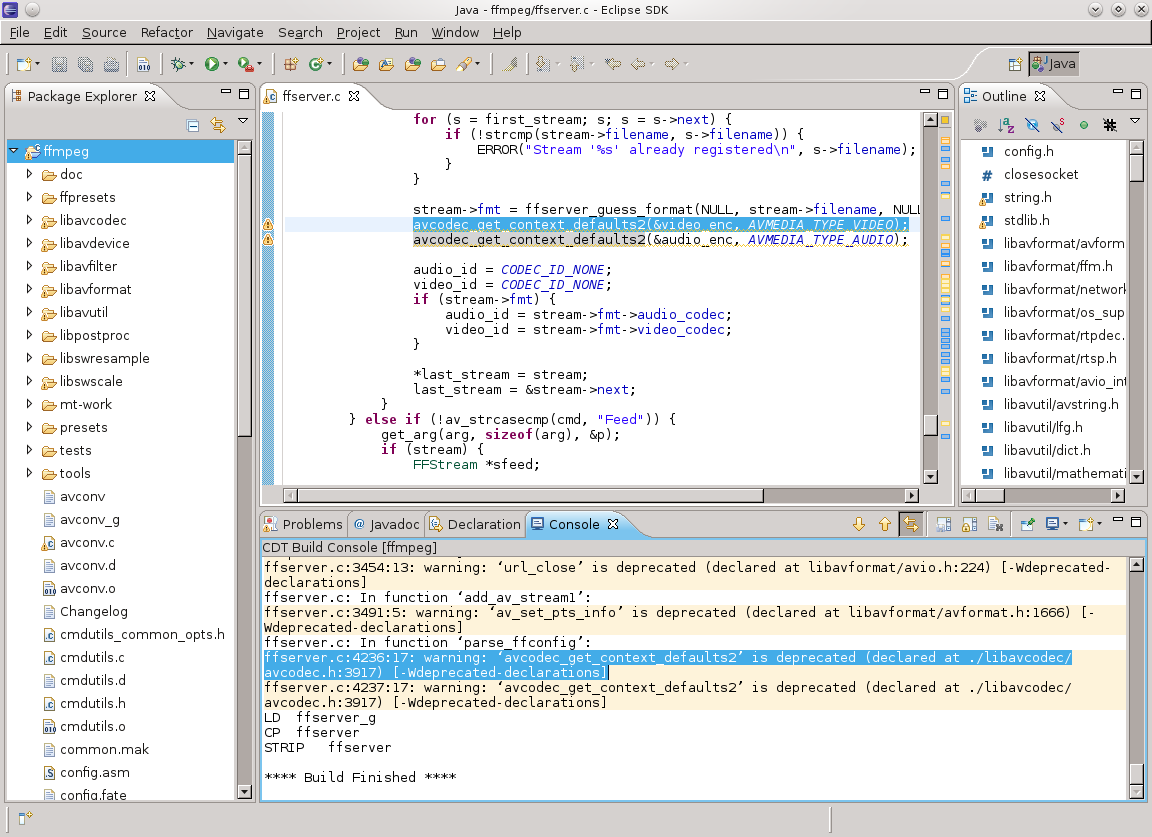 Java - ffmpeg/ffserver.c - Eclipse SDK
File Edit Source Refactor Navigate Search Project Run Window Help
Java
Package Explorer
ffmpeg
doc
ffpresets
libavcodec
libavdevice
libavfilter
libavformat
libavutil
libpostproc
libswresample
libswscale
mt-work
presets
tests
tools
avconv
avconv_g
avconv.c
avconv.d
avconv.o
Changelog
cmdutils_common_opts.h
cmdutils.c
cmdutils.d
cmdutils.h
cmdutils.o
common.mak
config.asm
config.fate
ffserver.c
for (s = first_stream; s; s = s->next) {
if (!strcmp(stream->filename, s->filename)) {
ERROR("Stream '%s' already registered\n", s->filename);
}
}
stream->fmt = ffserver_guess_format(NULL, stream->filename, NULL
avcodec_get_context_defaults2(&video_enc, AVMEDIA_TYPE_VIDEO);
avcodec_get_context_defaults2(&audio_enc, AVMEDIA_TYPE_AUDIO);
audio_id = CODEC_ID_NONE;
video_id = CODEC_ID_NONE;
if (stream->fmt) {
audio_id = stream->fmt->audio_codec;
video_id = stream->fmt->video_codec;
}
*last_stream = stream;
last_stream = &stream->next;
}
} else if (!av_strcasecmp(cmd, "Feed")) {
get_arg(arg, sizeof(arg), &p);
if (stream) {
FFStream *sfeed;
Outline
config.h
closesocket
string.h
stdlib.h
libavformat/avform
libavformat/ffm.h
libavformat/network
libavformat/os_sup
libavformat/rtpdec.
libavformat/rtsp.h
libavformat/avio_int
libavutil/avstring.h
libavutil/lfg.h
libavutil/dict.h
libavutil/mathemati
Problems Javadoc Declaration Console
CDT Build Console [ffmpeg]
ffserver.c:3454:13: warning: ‘url_close’ is deprecated (declared at libavformat/avio.h:224) [-Wdeprecated-
declarations]
ffserver.c: In function ‘add_av_stream1’:
ffserver.c:3491:5: warning: ‘av_set_pts_info’ is deprecated (declared at libavformat/avformat.h:1666) [-
Wdeprecated-declarations]
ffserver.c: In function ‘parse_ffconfig’:
ffserver.c:4236:17: warning: ‘avcodec_get_context_defaults2’ is deprecated (declared at ./libavcodec/
avcodec.h:3917) [-Wdeprecated-declarations]
ffserver.c:4237:17: warning: ‘avcodec_get_context_defaults2’ is deprecated (declared at ./libavcodec/
avcodec.h:3917) [-Wdeprecated-declarations]
LD ffserver_g
CP ffserver
STRIP ffserver
**** Build Finished ****